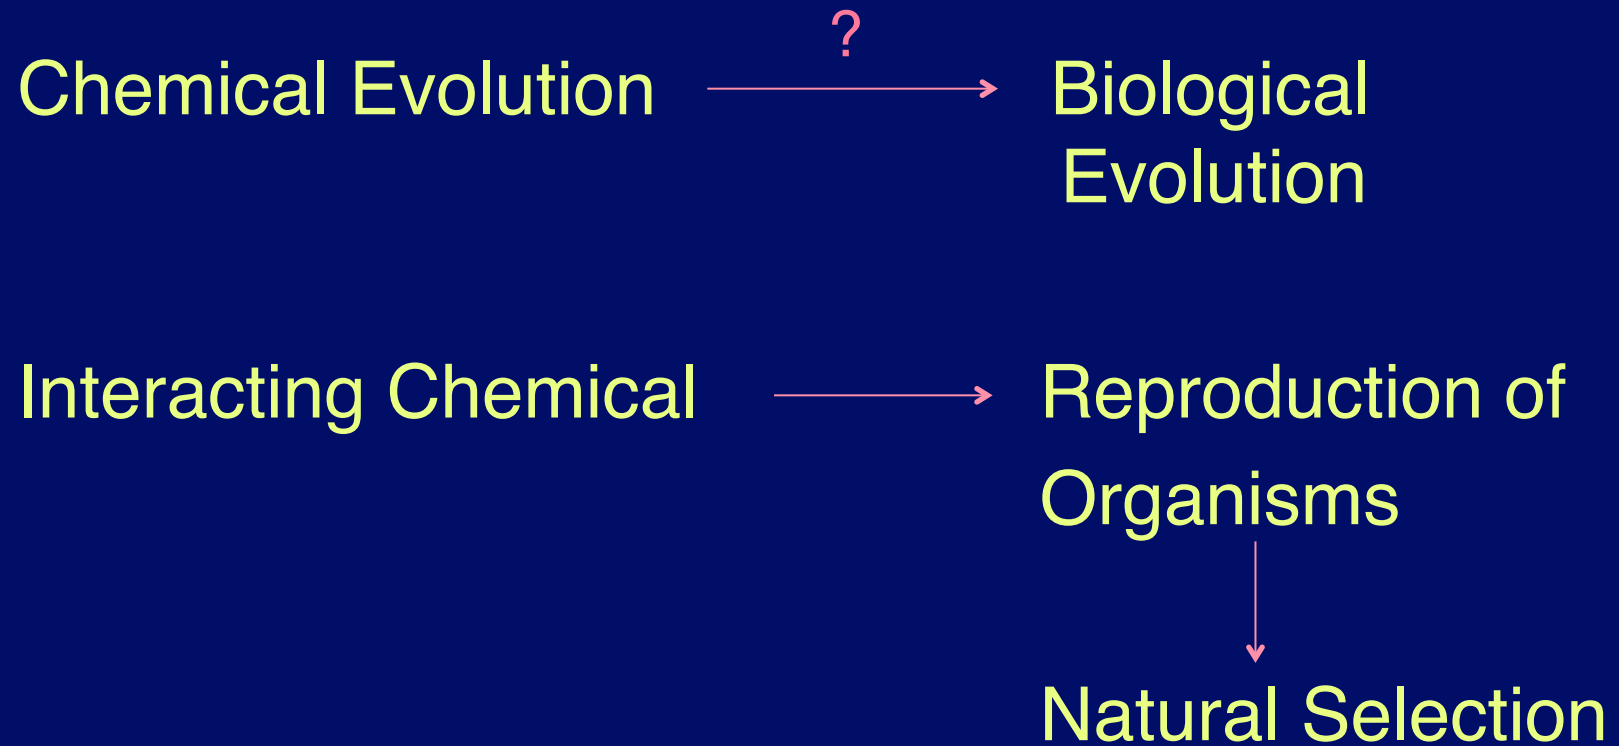 ?
Chemical Evolution Biological
Evolution
Interacting Chemical Reproduction of
Organisms
Natural Selection